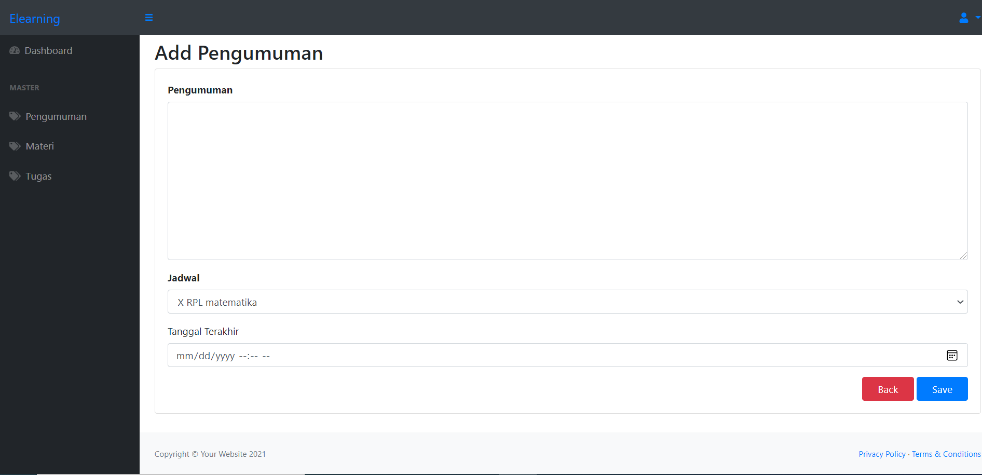 Elearning
Dashboard
MASTER
Pengumuman
Materi
Tugas
Add Pengumuman
Pengumuman
Jadwal
X RPL matematika
Tanggal Terakhir
mm/dd/yyyy --:-- --
Back Save
Copyright © Your Website 2021 Privacy Policy · Terms & Conditions